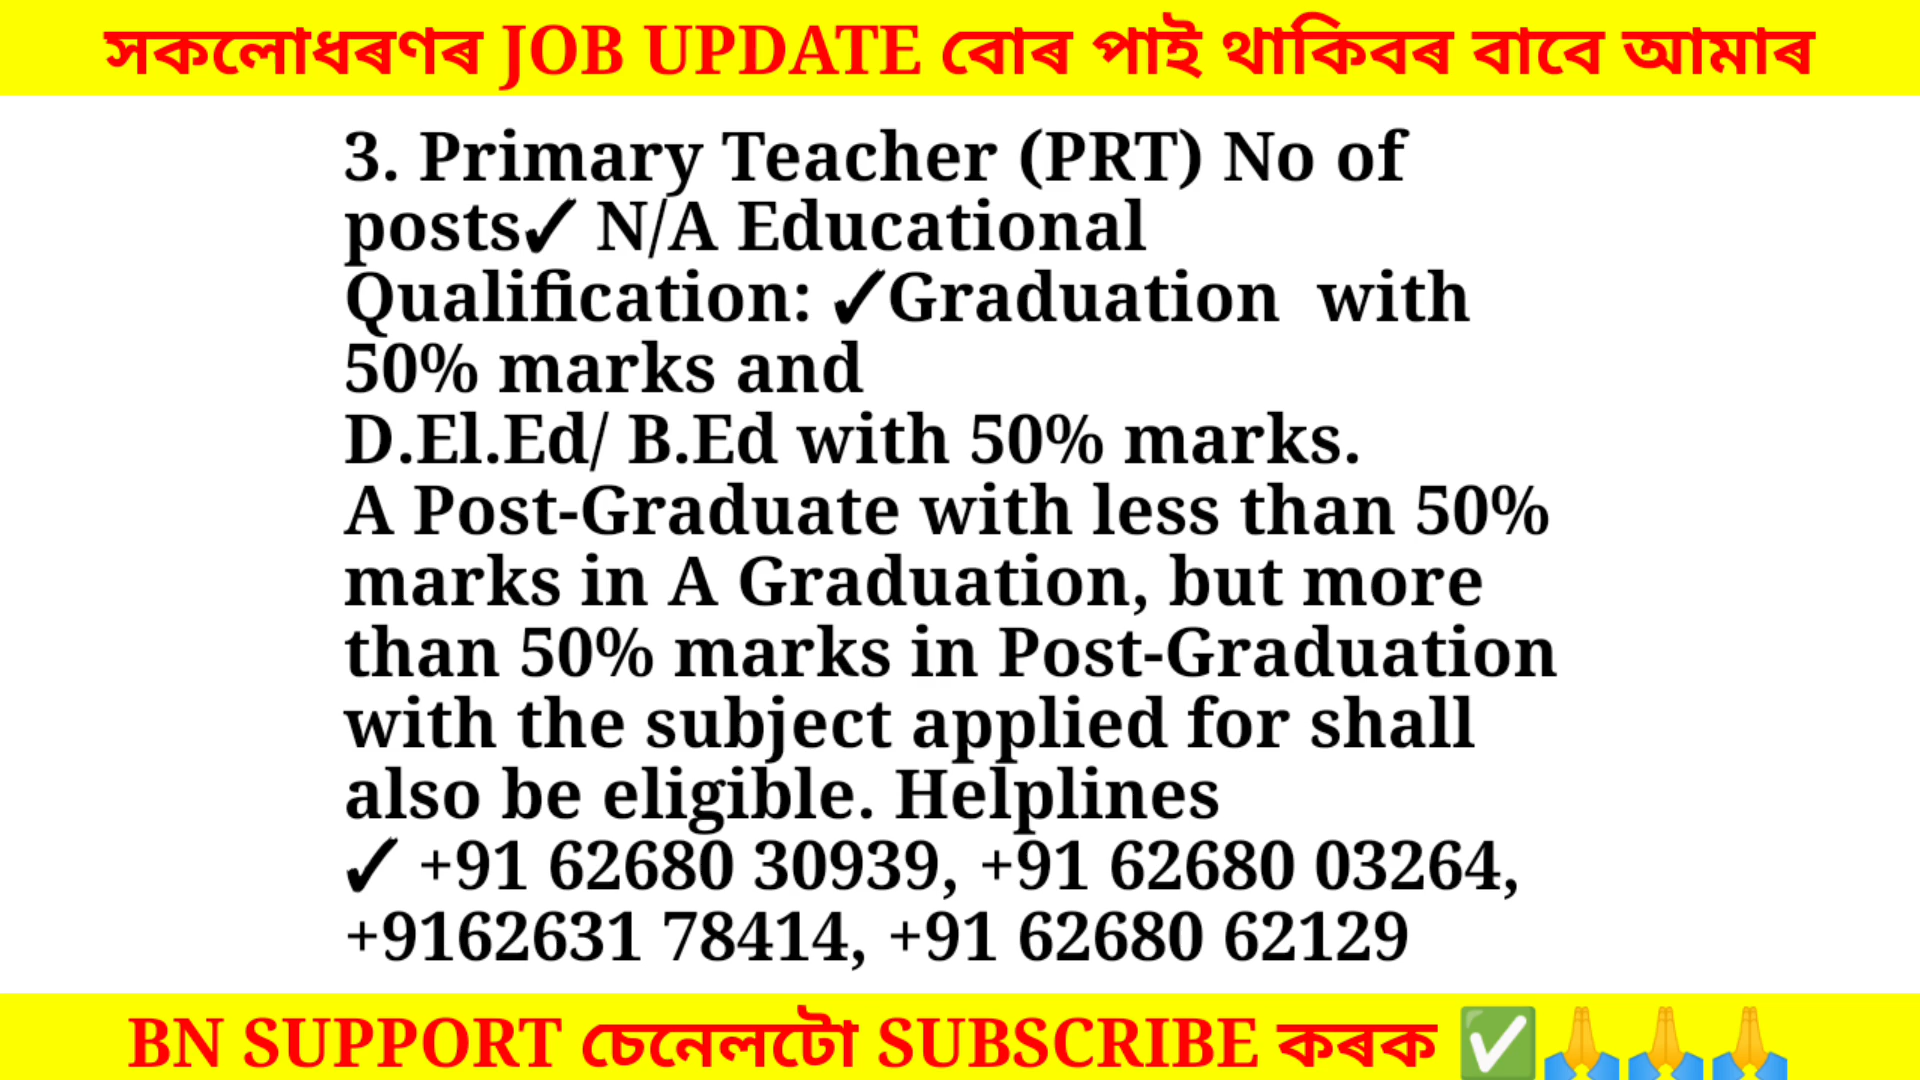 সকলোধৰণৰ JOB UPDATE বোৰ পাই থাকিবৰ বাবে আমাৰ
3. Primary Teacher (PRT) No of
posts✓ N/A Educational
Qualification: ✓Graduation  with
50% marks and
D.El.Ed/ B.Ed with 50% marks.
A Post-Graduate with less than 50%
marks in A Graduation, but more
than 50% marks in Post-Graduation
with the subject applied for shall
also be eligible. Helplines
✓ +91 62680 30939, +91 62680 03264,
+9162631 78414, +91 62680 62129
BN SUPPORT চেনেলটো SUBSCRIBE কৰক ✅🙏🙏🙏